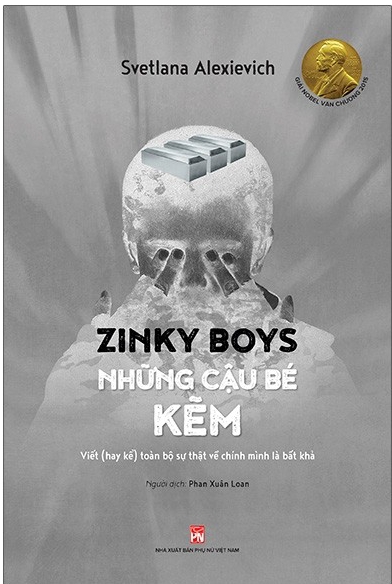 Svetlana Alexievich
GIẢI NOBEL VĂN CHƯƠNG 2015
ZINKY BOYS
NHỮNG CẬU BÉ
KẼM
Viết (hay kể) toàn bộ sự thật về chính mình là bất khả
Người dịch: Phan Xuân Loan
PN
NHÀ XUẤT BẢN PHỤ NỮ VIỆT NAM